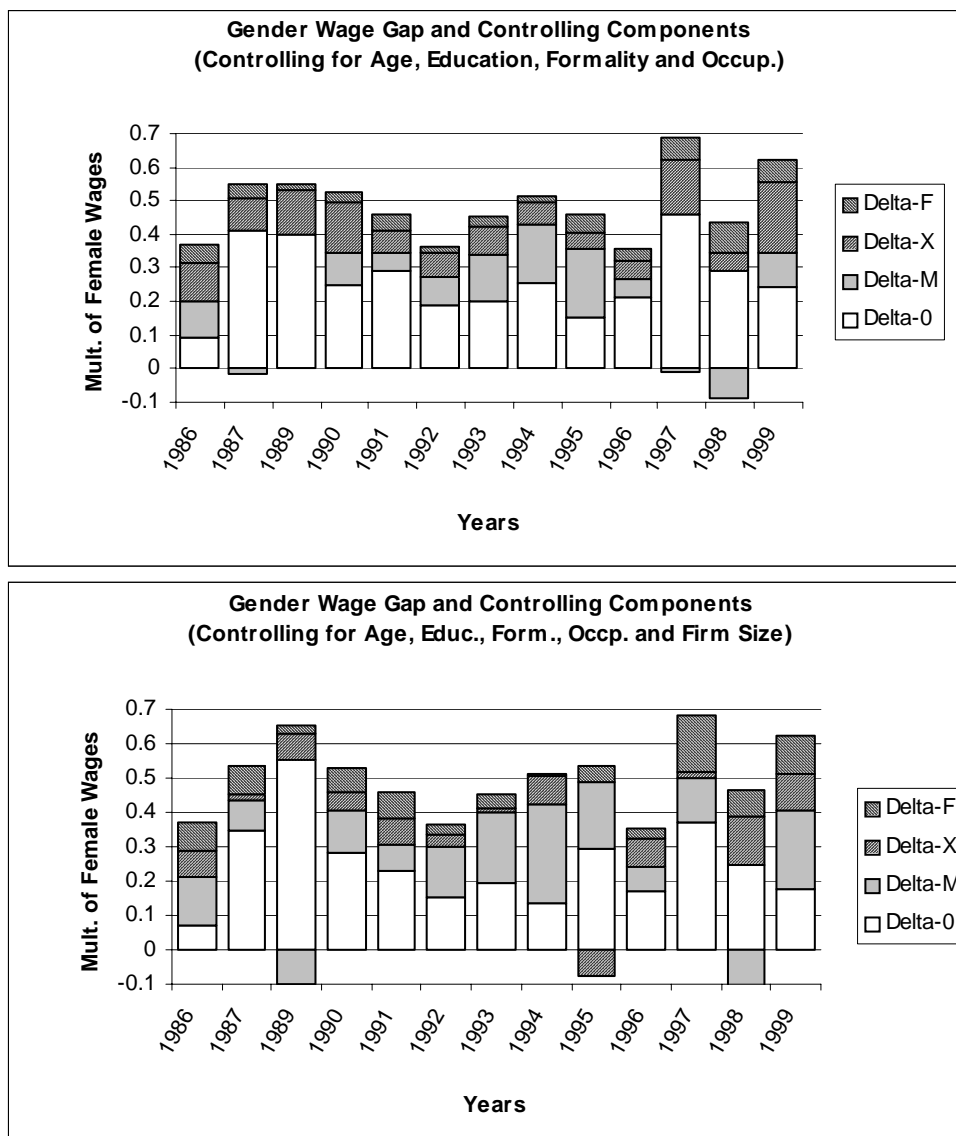 Gender Wage Gap and Controlling Components
(Controlling for Age, Education, Formality and Occup.)
Mult. of Female Wages
0.7
0.6
0.5
0.4
0.3
0.2
0.1
0
-0.1
1986
1987
1989
1990
1991
1992
1993
1994
1995
1996
1997
1998
1999
Years
Delta-F
Delta-X
Delta-M
Delta-0
Gender Wage Gap and Controlling Components
(Controlling for Age, Educ., Form., Occp. and Firm Size)
Mult. of Female Wages
0.7
0.6
0.5
0.4
0.3
0.2
0.1
0
-0.1
1986
1987
1989
1990
1991
1992
1993
1994
1995
1996
1997
1998
1999
Years
Delta-F
Delta-X
Delta-M
Delta-0